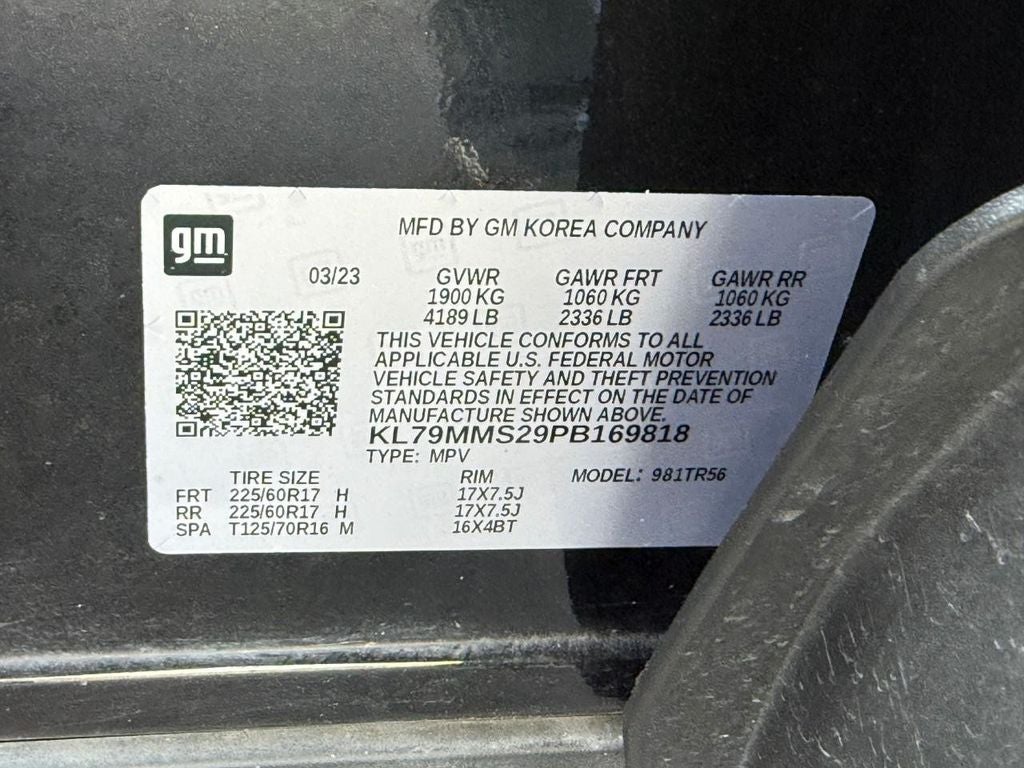 gm
MFD BY GM KOREA COMPANY
03/23 GVWR GAWR FRT GAWR RR
1900 KG 1060 KG 1060 KG
4189 LB 2336 LB 2336 LB
THIS VEHICLE CONFORMS TO ALL
APPLICABLE U.S. FEDERAL MOTOR
VEHICLE SAFETY AND THEFT PREVENTION
STANDARDS IN EFFECT ON THE DATE OF
MANUFACTURE SHOWN ABOVE.
KL79MMS29PB169818
TYPE: MPV
TIRE SIZE RIM MODEL: 981TR56
FRT 225/60R17 H 17X7.5J
RR 225/60R17 H 17X7.5J
SPA T125/70R16 M 16X4BT